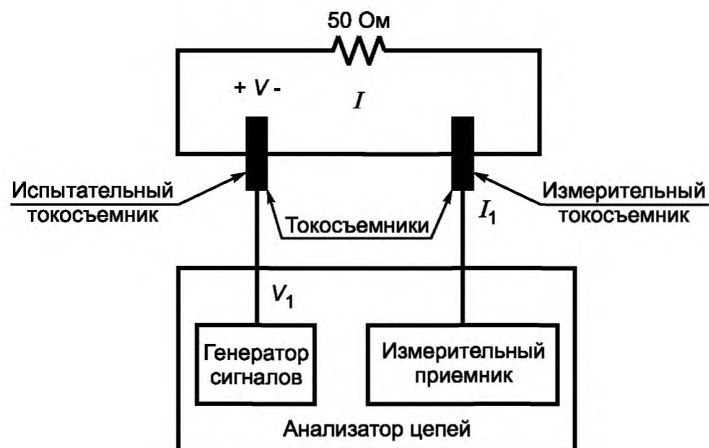 50 Ом
+ V -
I
Испытательный
токосъемник
Токосъемники
Измерительный
токосъемник
I₁
V₁
Генератор
сигналов
Измерительный
приемник
Анализатор цепей